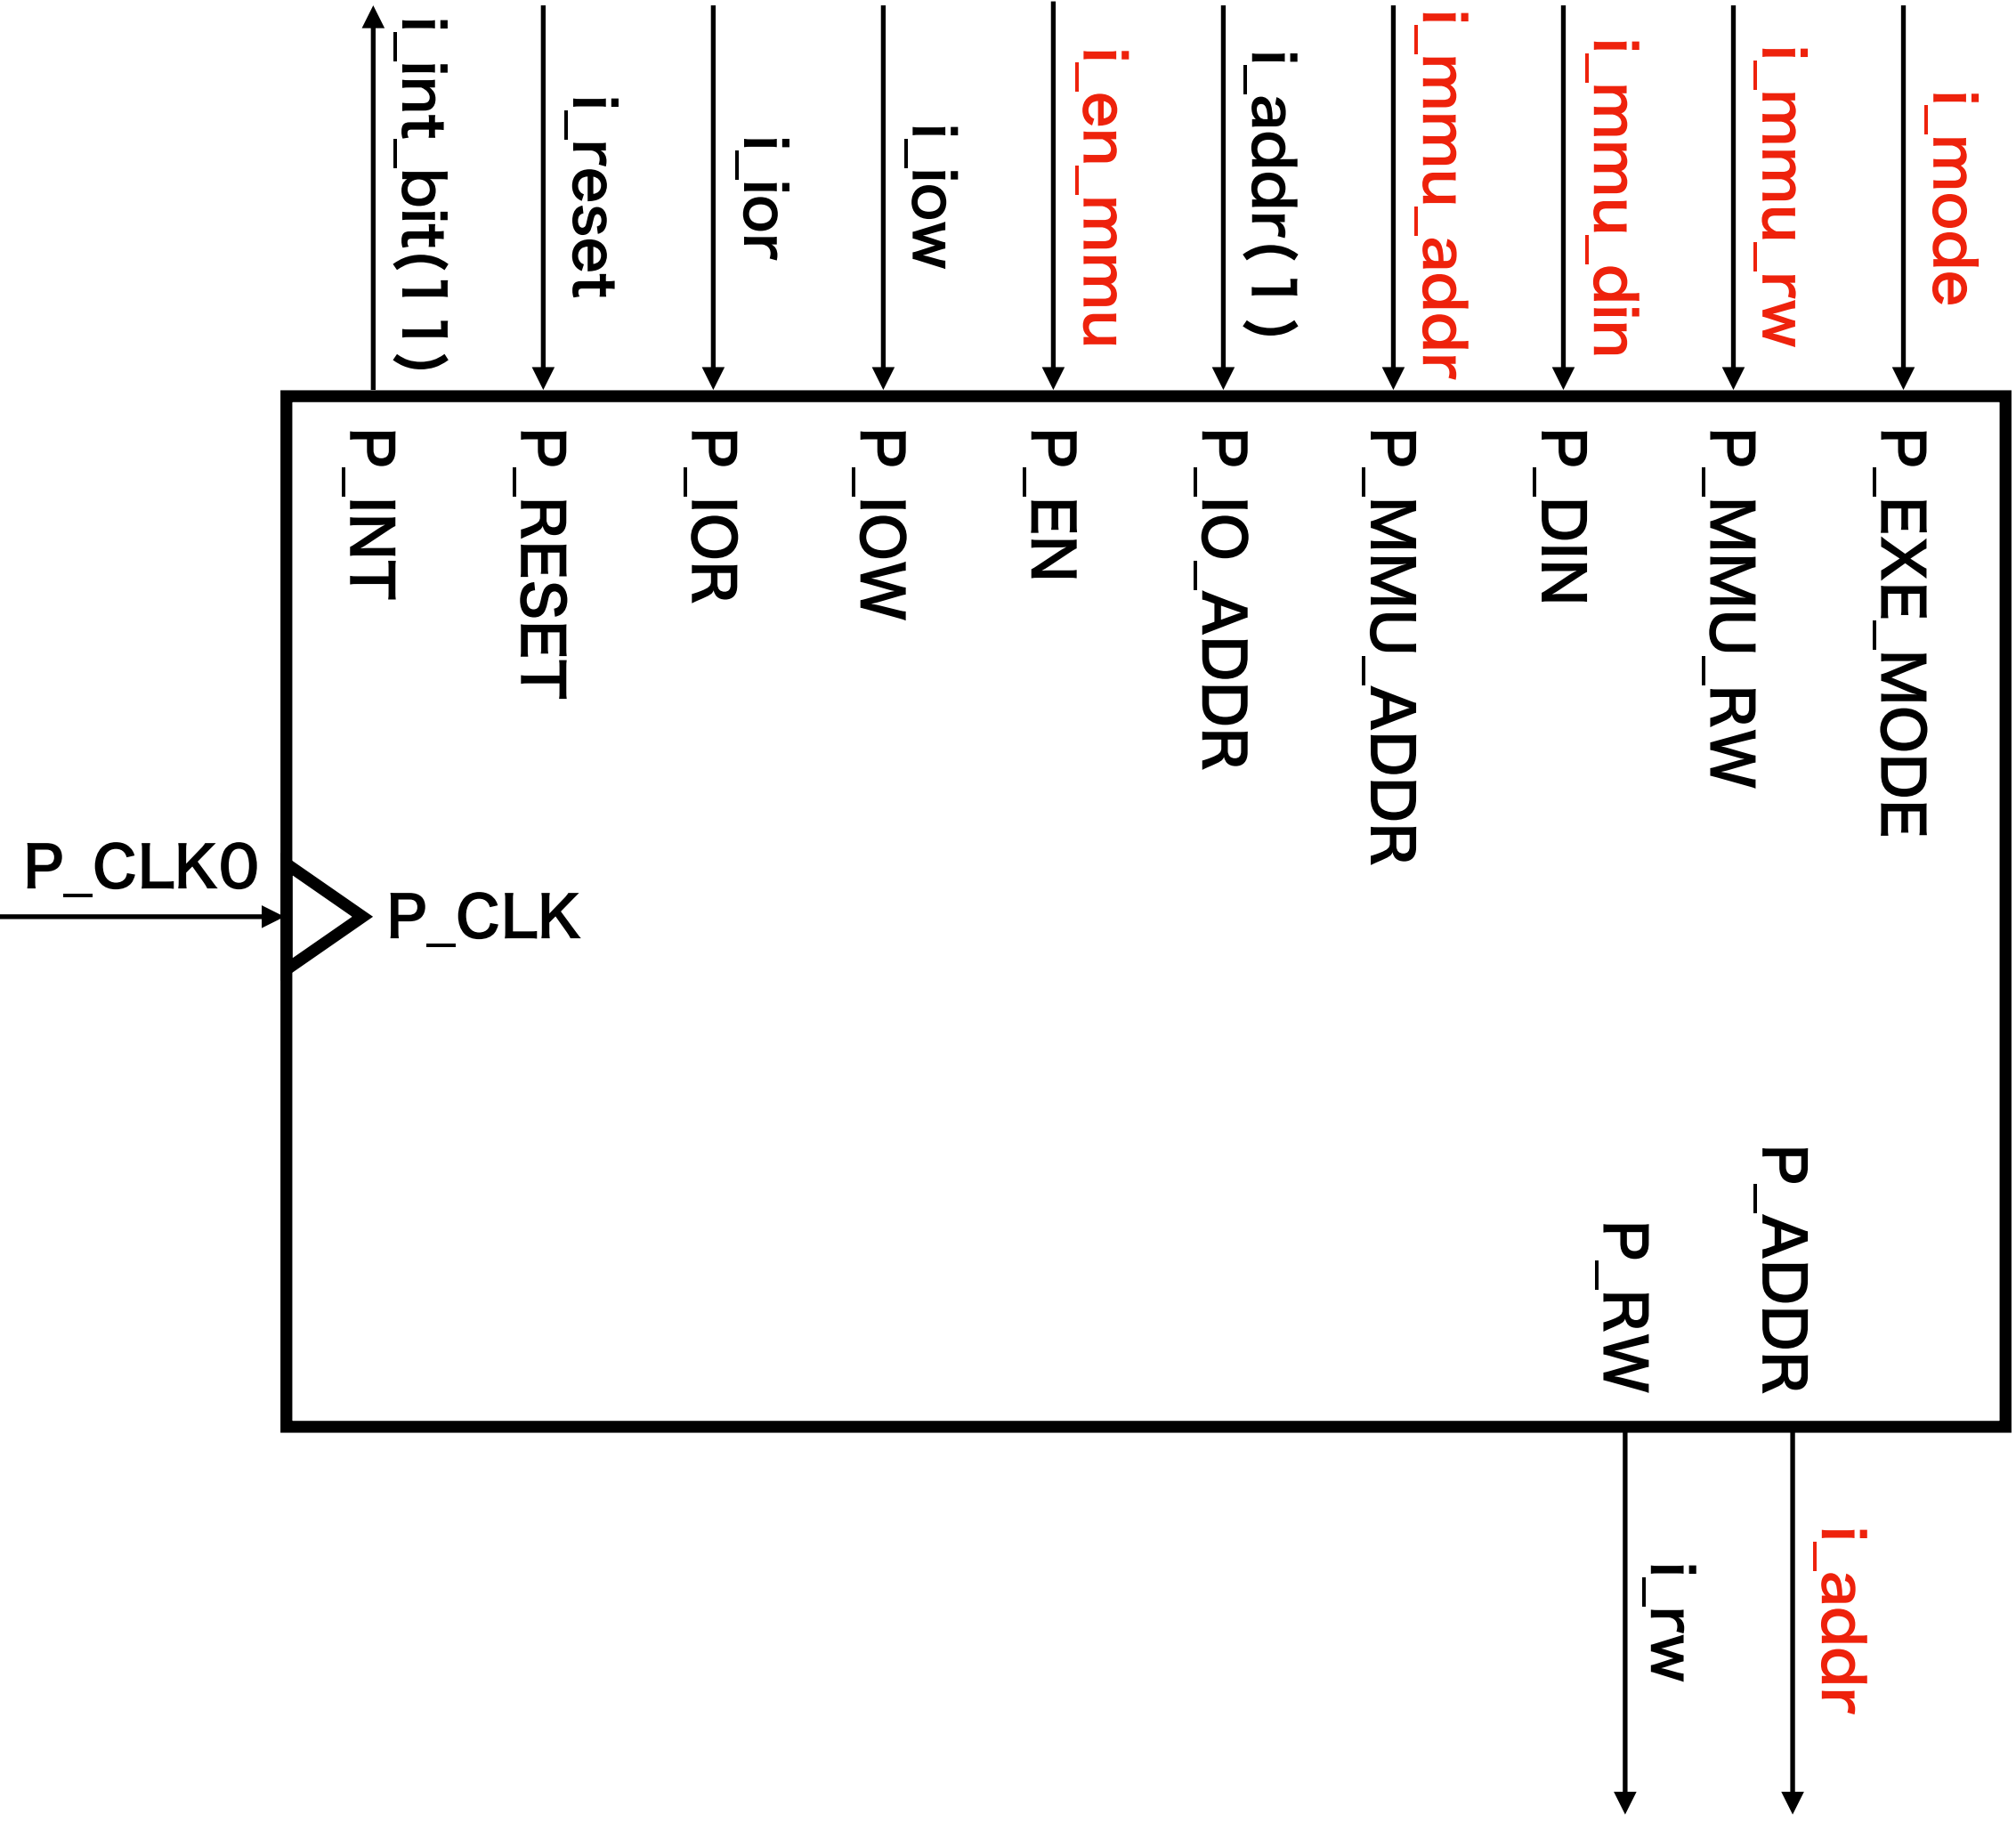 i_int_bit(11)
i_reset
i_ior
i_iow
i_en_mmu
i_addr(1)
i_mmu_addr
i_mmu_din
i_mmu_rw
i_mode
P_INT
P_RESET
P_IOR
P_IOW
P_EN
P_IO_ADDR
P_MMU_ADDR
P_DIN
P_MMU_RW
P_EXE_MODE
P_CLK0
P_CLK
P_RW
P_ADDR
i_rw
i_addr